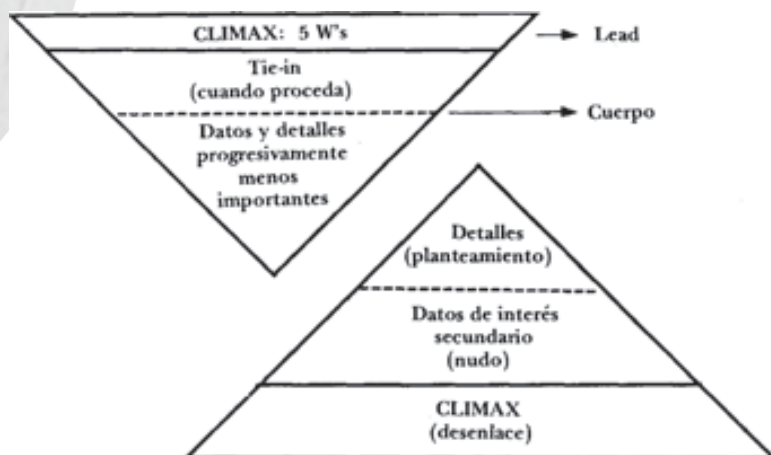 CLIMAX: 5 W's
Lead
Tie-in
(cuando proceda)
Cuerpo
Datos y detalles
progresivamente
menos
importantes
Detalles
(planteamiento)
Datos de interés
secundario
(nudo)
CLIMAX
(desenlace)